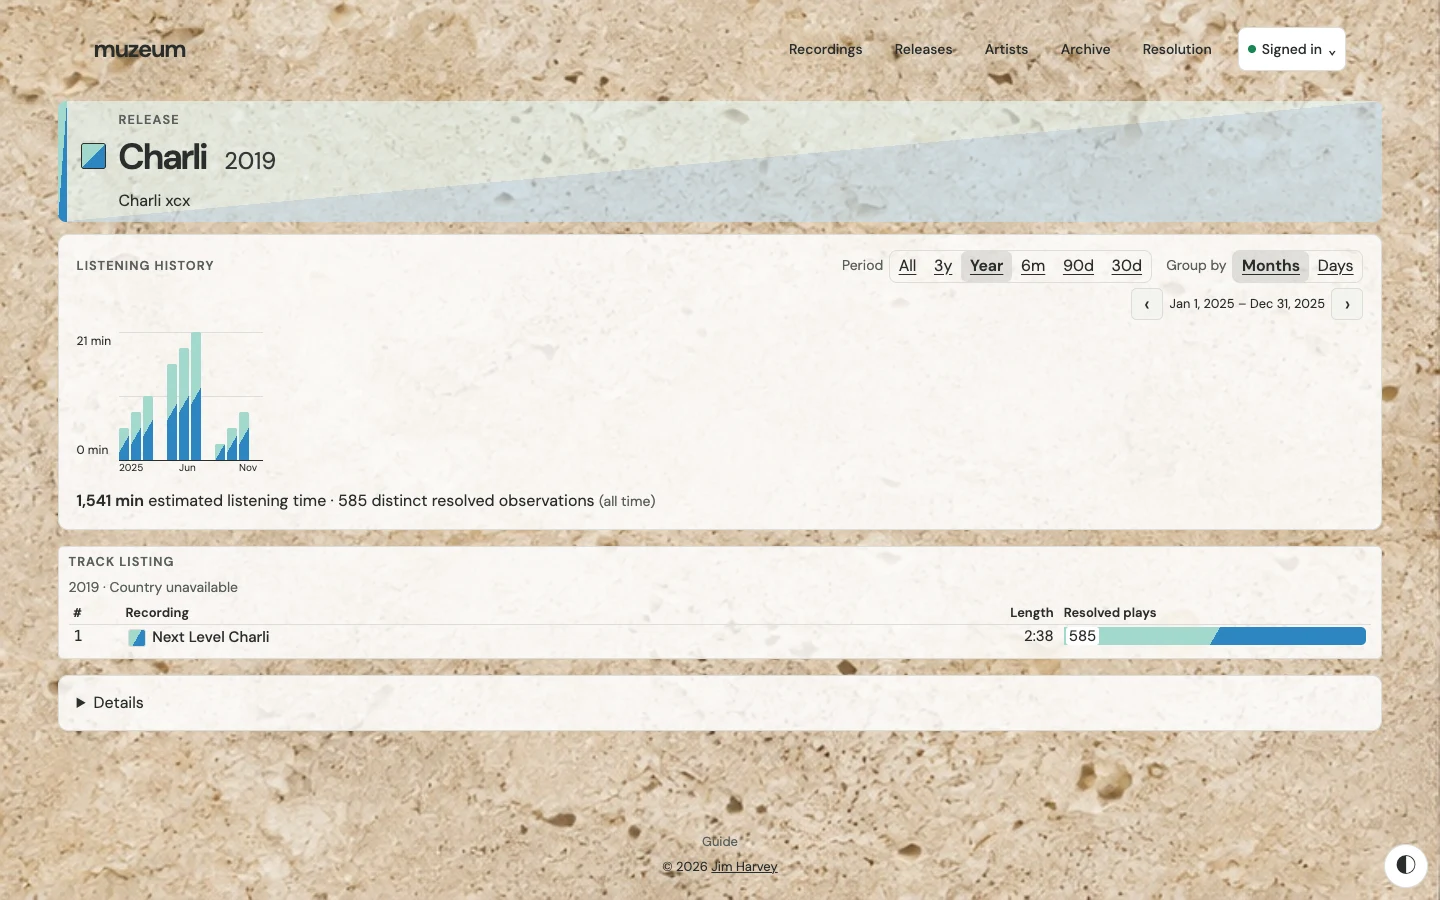 muzeum
Recordings Releases Artists Archive Resolution Signed in
RELEASE
Charli 2019
Charli xcx
LISTENING HISTORY
Period All 3y Year 6m 90d 30d Group by Months Days
‹ Jan 1, 2025 – Dec 31, 2025 ›
21 min
0 min
2025 Jun Nov
1,541 min estimated listening time · 585 distinct resolved observations (all time)
TRACK LISTING
2019 · Country unavailable
# Recording Length Resolved plays
1 Next Level Charli 2:38 585
Details
Guide
© 2026 Jim Harvey